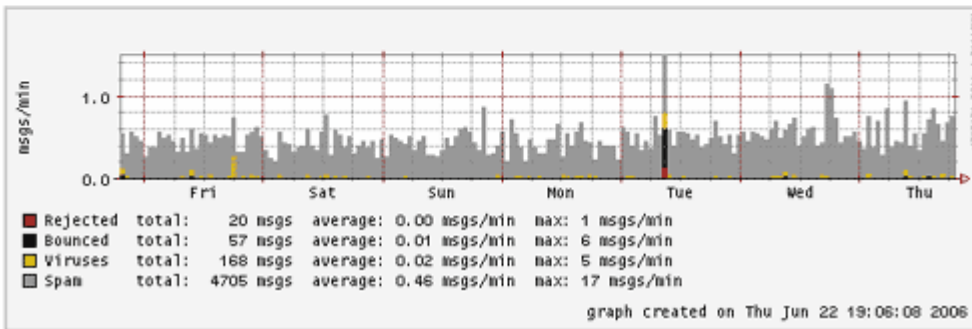 msgs/min
1.0
0.0
Fri Sat Sun Mon Tue Wed Thu
Rejected total: 20 msgs average: 0.00 msgs/min max: 1 msgs/min
Bounced total: 57 msgs average: 0.01 msgs/min max: 6 msgs/min
Viruses total: 168 msgs average: 0.02 msgs/min max: 5 msgs/min
Spam total: 4705 msgs average: 0.46 msgs/min max: 17 msgs/min
graph created on Thu Jun 22 19:06:08 2006